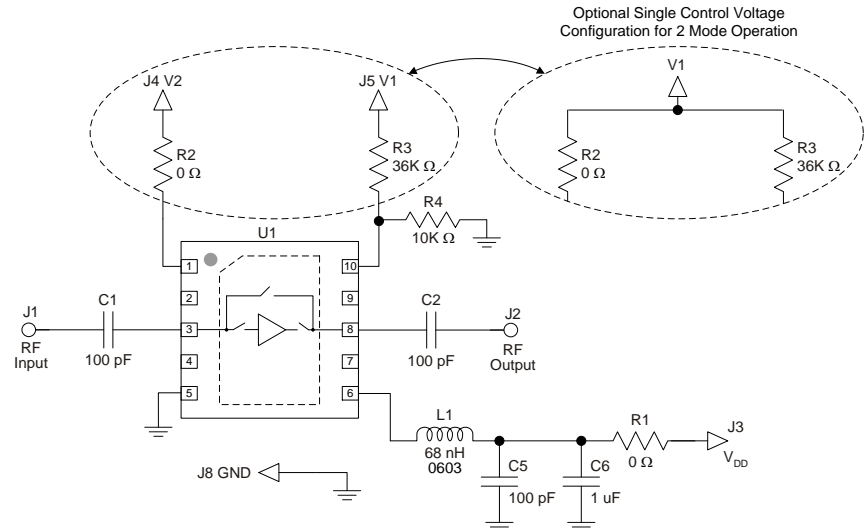 Optional Single Control Voltage
Configuration for 2 Mode Operation
J4 V2
J5 V1
V1
R2
0 Ω
R3
36K Ω
R2
0 Ω
R3
36K Ω
R4
10K Ω
U1
1
10
2
9
J1
C1
3
8
C2
J2
RF
Input
100 pF
100 pF
RF
Output
4
7
5
6
L1
68 nH
0603
R1
0 Ω
J3
VDD
J8 GND
C5
100 pF
C6
1 uF